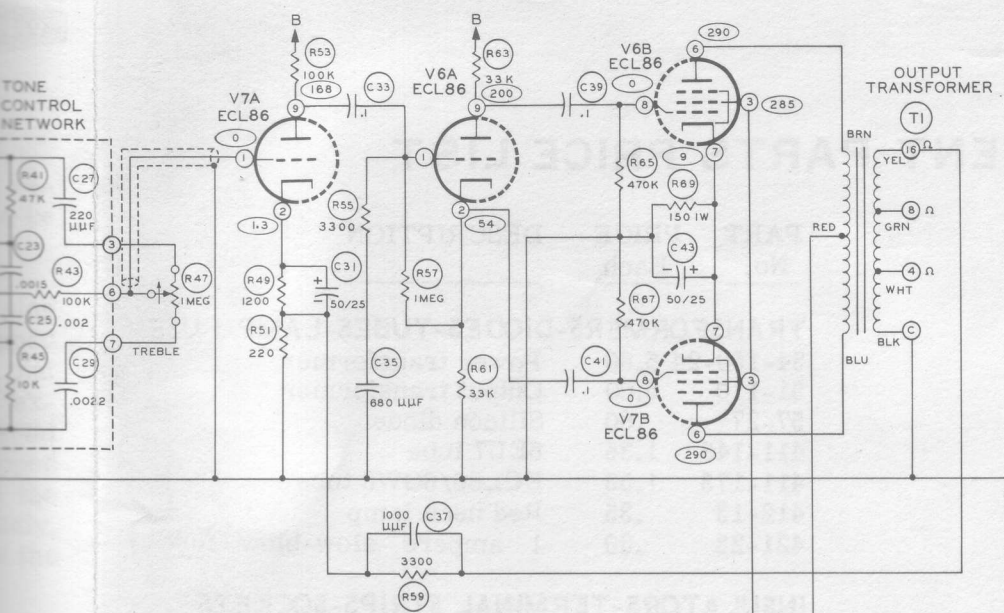 TONE
CONTROL
NETWORK
R41
47K
C27
220
μμF
C23
.0015
R43
100K
C25
.002
R45
10K
C29
.0022
3
6
7
R47
1MEG
TREBLE
B
R53
100K
168
V7A
ECL86
0
1
9
2
1.3
C33
.1
R55
3300
R49
1200
C31
50/25
R51
220
C35
680 μμF
R57
1MEG
B
R63
33K
200
V6A
ECL86
1
9
2
54
R61
33K
C39
.1
C41
.1
V6B
ECL86
0
8
6
290
3
285
7
9
R65
470K
R69
150 1W
C43
50/25
R67
470K
7
8
0
3
6
290
V7B
ECL86
OUTPUT
TRANSFORMER
T1
BRN
RED
BLU
YEL
16 Ω
8 Ω
GRN
4 Ω
WHT
C
BLK
1000
μμF
C37
3300
R59